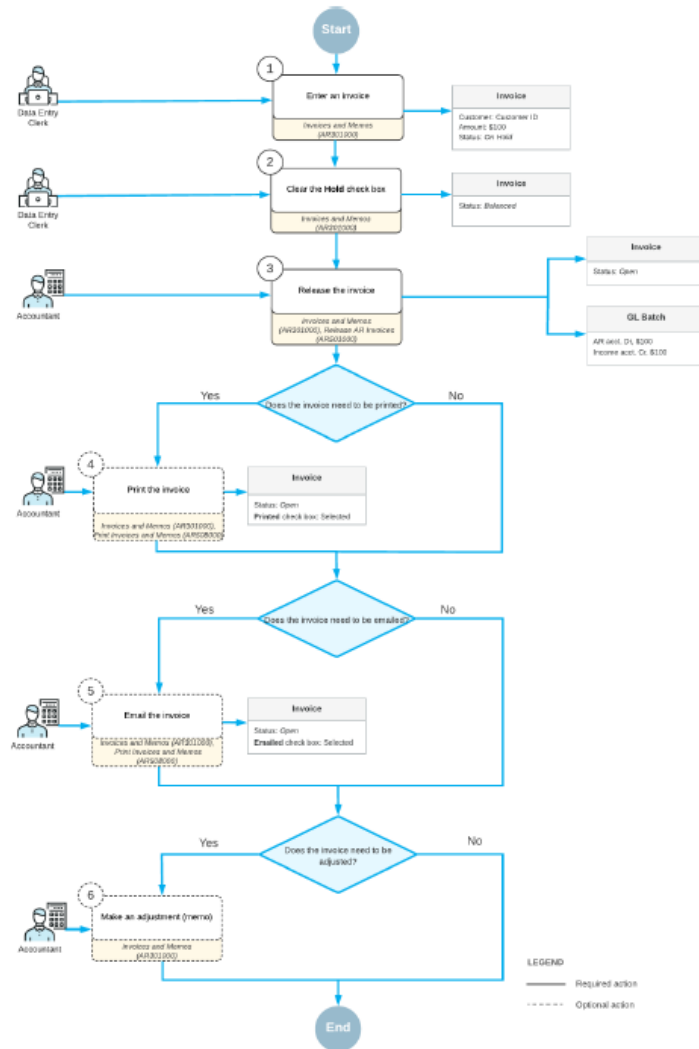 Start
1
Enter an invoice
Invoices and Memos
(AR301000)
Data Entry
Clerk
Invoice
Customer: Customer ID
Amount: $100
Status: On Hold
2
Clear the Hold check box
Invoices and Memos
(AR301000)
Data Entry
Clerk
Invoice
Status: Balanced
3
Release the invoice
Invoices and Memos
(AR301000), Release AR Invoices
(AR501000)
Accountant
Invoice
Status: Open
GL Batch
AR acct. Dr, $100
Income acct. Cr. $100
Does the invoice need to be printed?
Yes
No
4
Print the invoice
Invoices and Memos (AR301000),
Print Invoices and Memos (AR508000)
Accountant
Invoice
Status: Open
Printed check box: Selected
Does the invoice need to be emailed?
Yes
No
5
Email the invoice
Invoices and Memos (AR301000),
Print Invoices and Memos
(AR508000)
Accountant
Invoice
Status: Open
Emailed check box: Selected
Does the invoice need to be
adjusted?
Yes
No
6
Make an adjustment (memo)
Invoices and Memos
(AR301000)
Accountant
End
LEGEND
Required action
Optional action